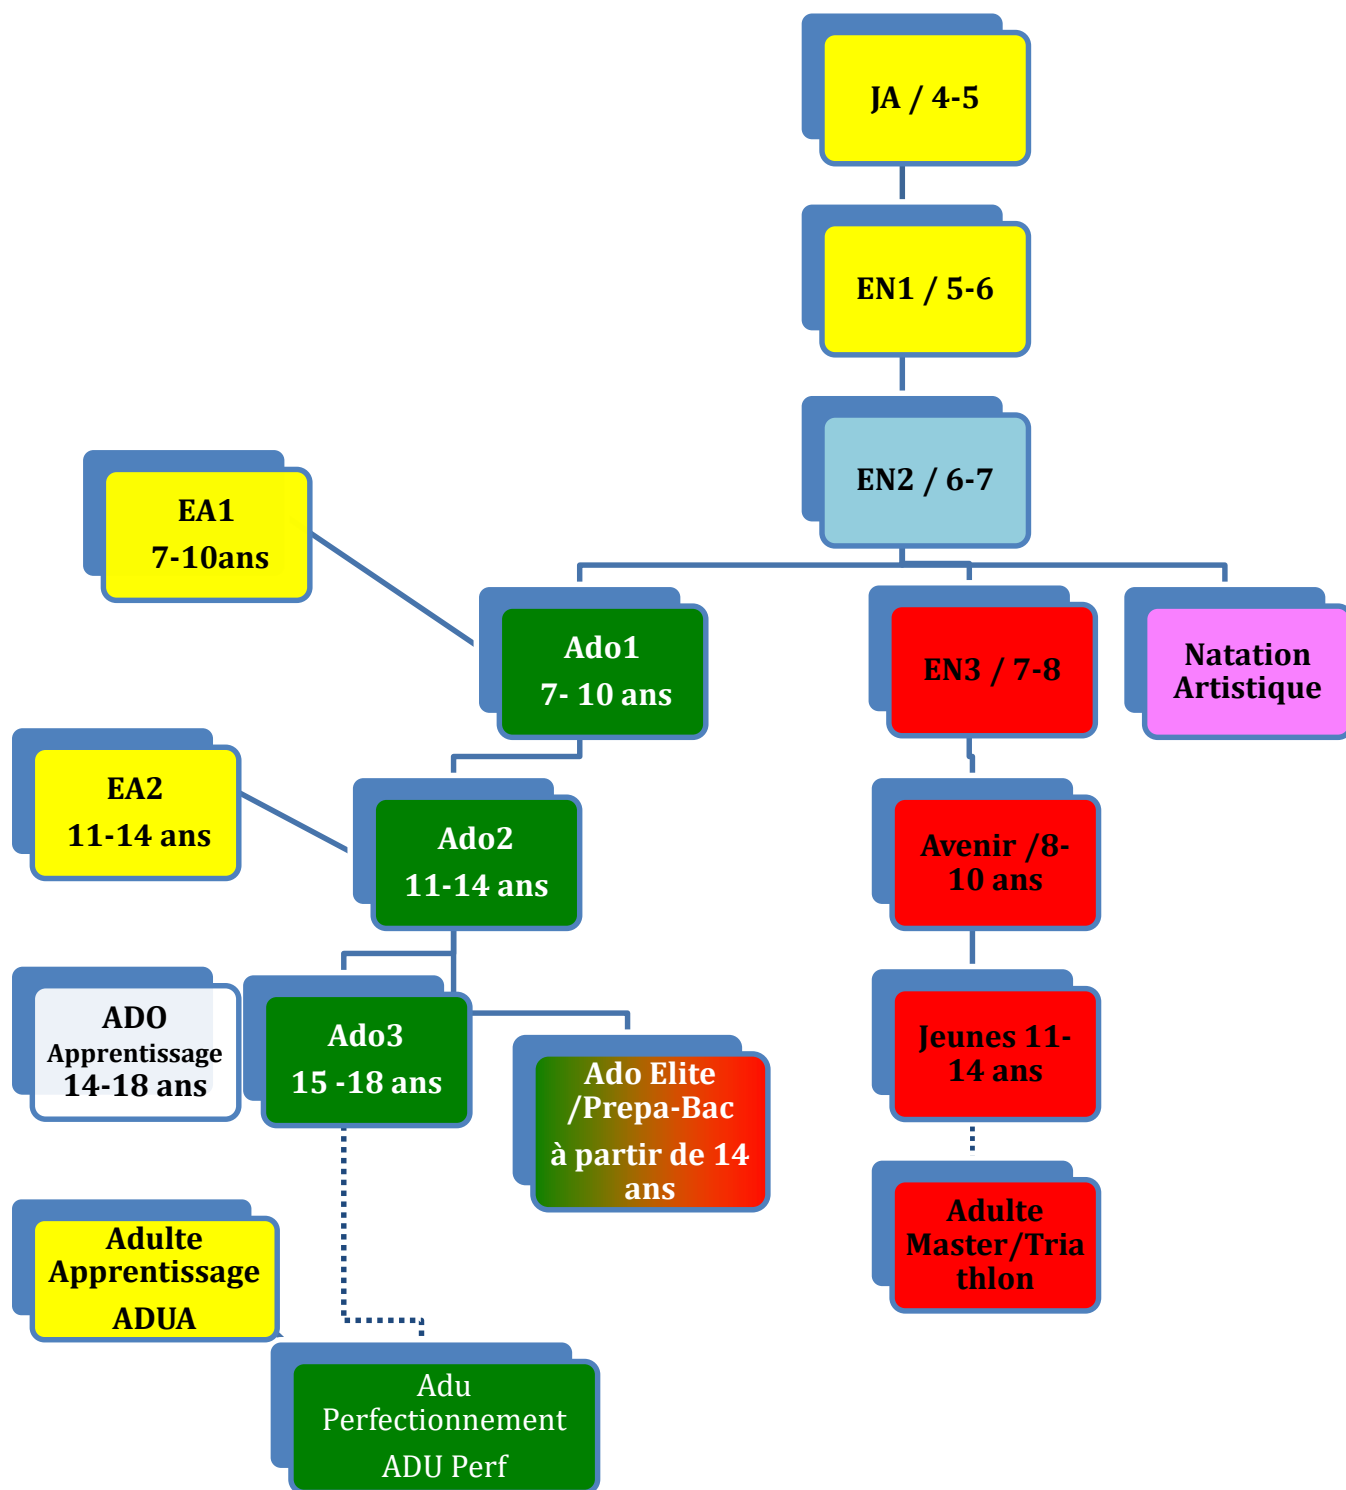 JA / 4-5
EN1 / 5-6
EN2 / 6-7
EA1
7-10ans
Ado1
7- 10 ans
EN3 / 7-8
Natation
Artistique
EA2
11-14 ans
Ado2
11-14 ans
Avenir /8-
10 ans
ADO
Apprentissage
14-18 ans
Ado3
15 -18 ans
Ado Elite
/Prepa-Bac
à partir de 14
ans
Jeunes 11-
14 ans
Adulte
Apprentissage
ADUA
Adulte
Master/Tria
thlon
Adu
Perfectionnement
ADU Perf